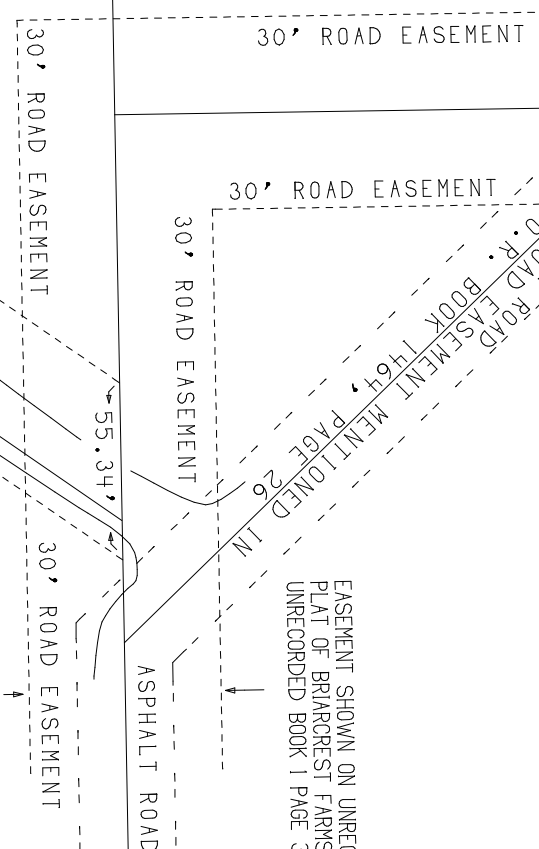 30' ROAD EASEMENT
30' ROAD EASEMENT
30' ROAD EASEMENT
30' ROAD EASEMENT
ROAD EASEMENT MENTIONED IN
O.R. BOOK 1464, PAGE 26
55.34'
30' ROAD EASEMENT
ASPHALT ROAD
EASEMENT SHOWN ON
PLAT OF BRIARCREST FARMS
UNRECORDED BOOK 1 PAGE